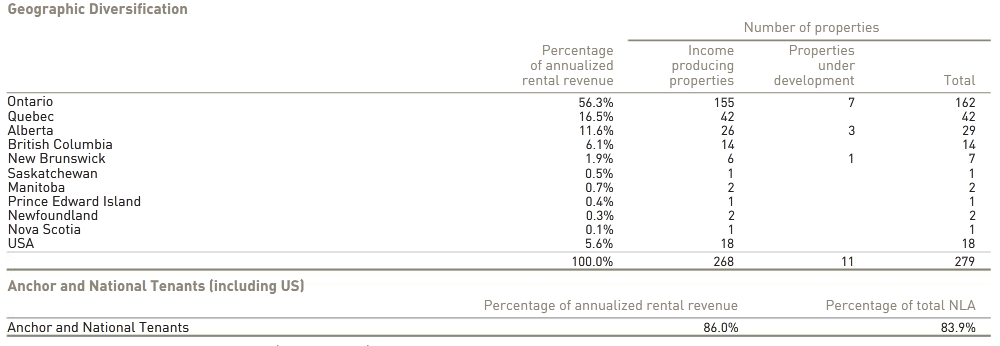 Geographic Diversification
Number of properties
Percentage Income Properties
of annualized producing under
rental revenue properties development Total
Ontario 56.3% 155 7 162
Quebec 16.5% 42 42
Alberta 11.6% 26 3 29
British Columbia 6.1% 14 14
New Brunswick 1.9% 6 1 7
Saskatchewan 0.5% 1 1
Manitoba 0.7% 2 2
Prince Edward Island 0.4% 1 1
Newfoundland 0.3% 2 2
Nova Scotia 0.1% 1 1
USA 5.6% 18 18
100.0% 268 11 279
Anchor and National Tenants (including US)
Percentage of annualized rental revenue Percentage of total NLA
Anchor and National Tenants 86.0% 83.9%